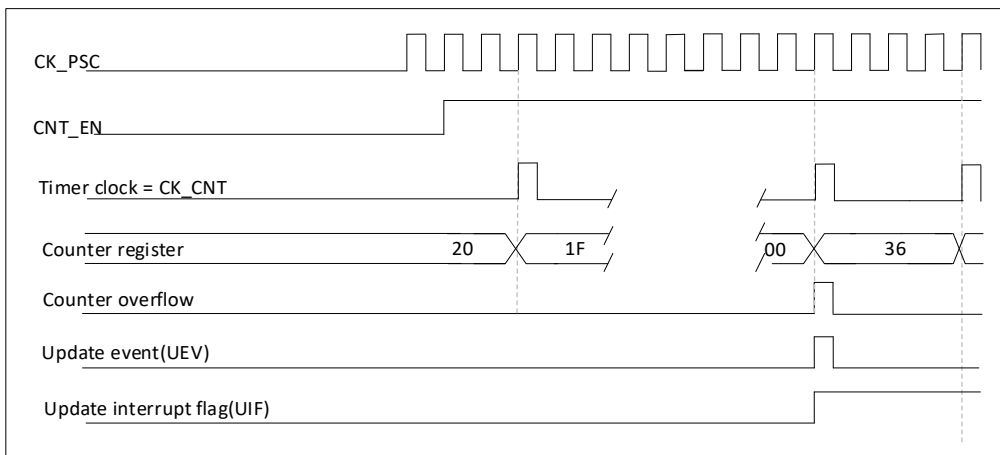 CK_PSC
CNT_EN
Timer clock = CK_CNT
Counter register 20 1F 00 36
Counter overflow
Update event(UEV)
Update interrupt flag(UIF)